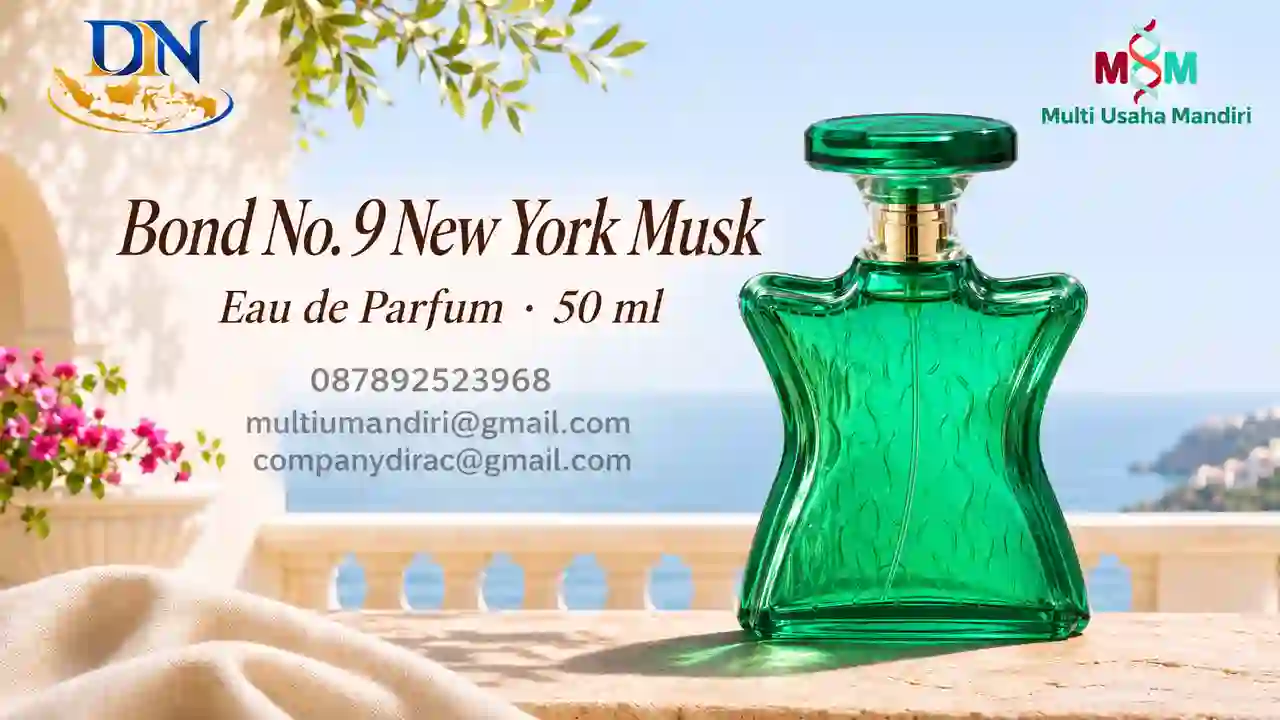 DN
MUM
Multi Usaha Mandiri
Bond No. 9 New York Musk
Eau de Parfum · 50 ml
087892523968
multiumandiri@gmail.com
companydirac@gmail.com